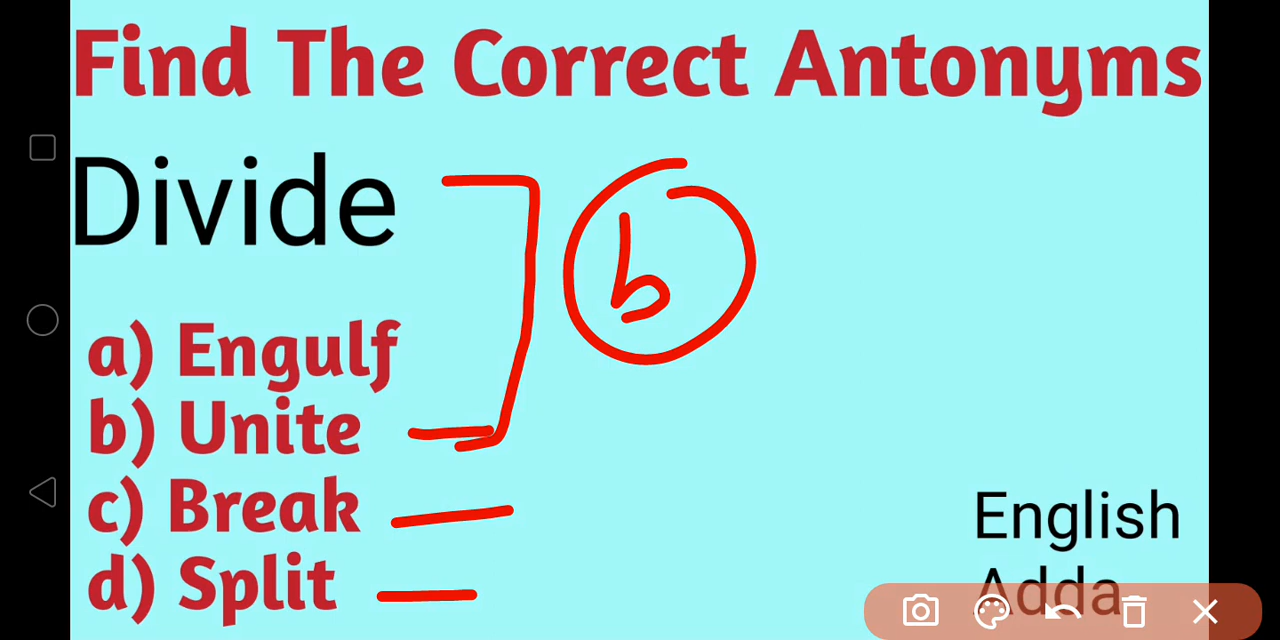 Find The Correct Antonyms
Divide
b
a) Engulf
b) Unite
c) Break
d) Split
English
Adda